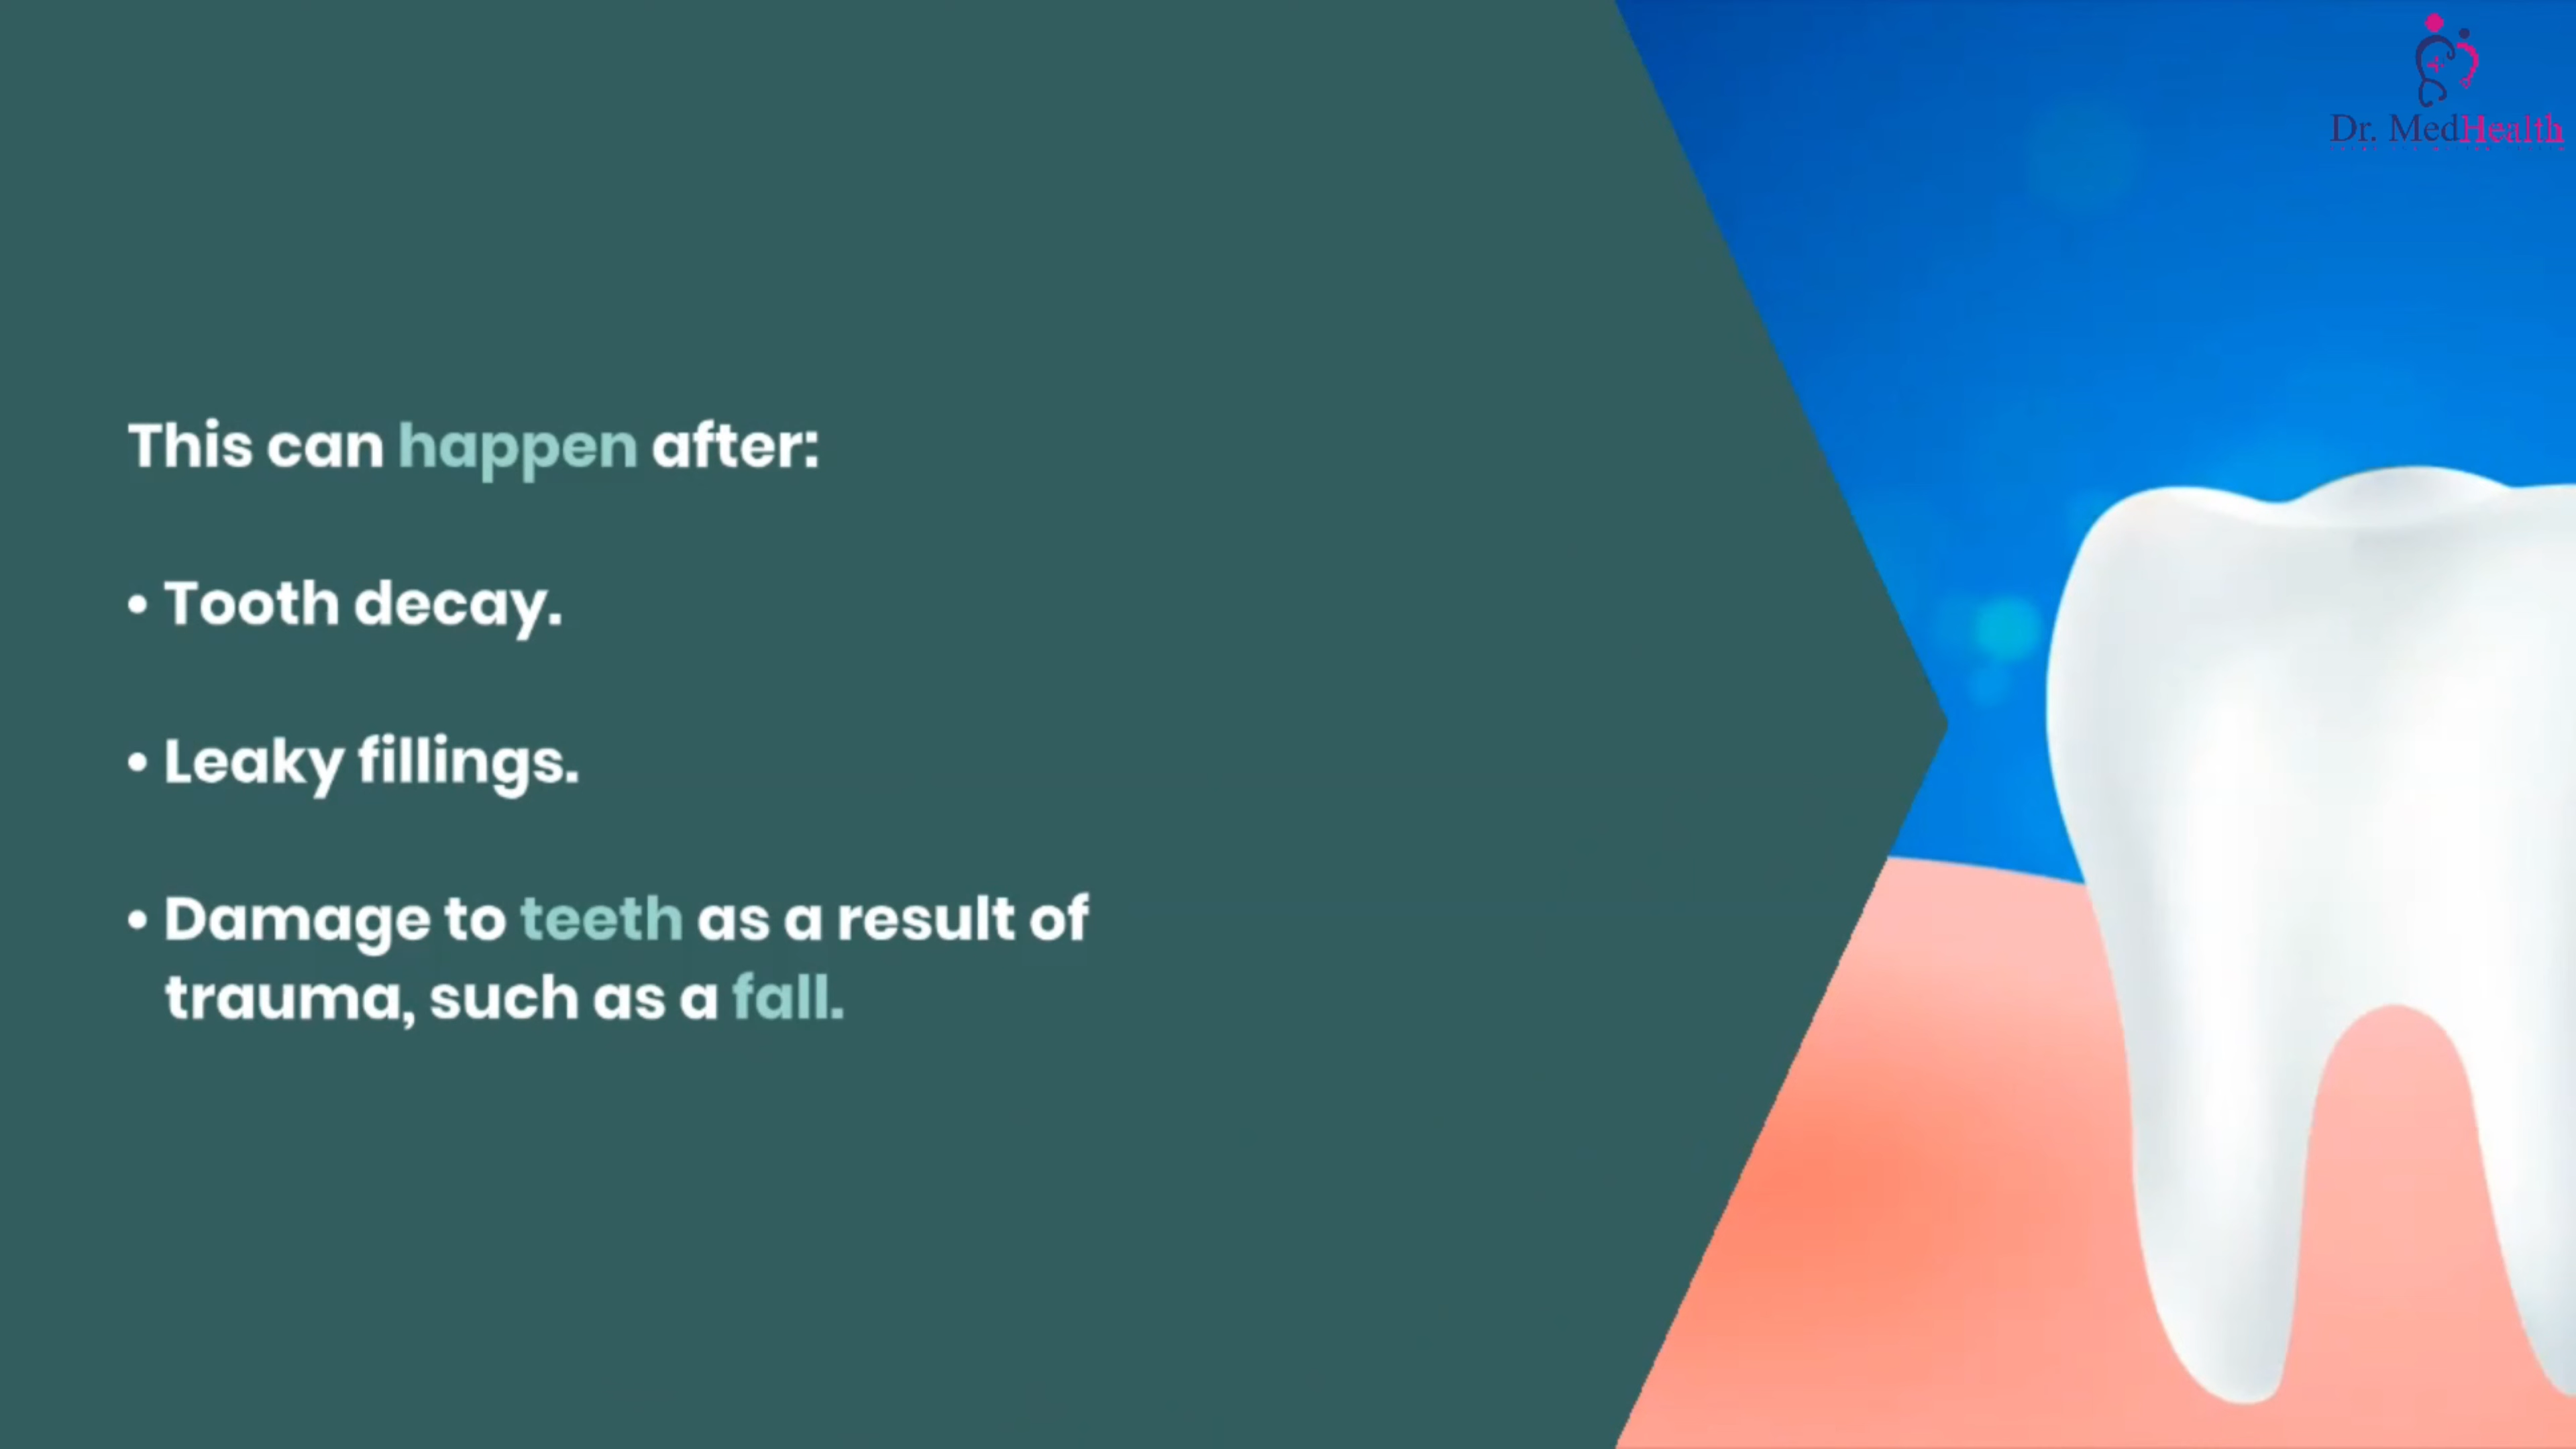 Dr. MedHealth
This can happen after:
• Tooth decay.
• Leaky fillings.
• Damage to teeth as a result of
trauma, such as a fall.